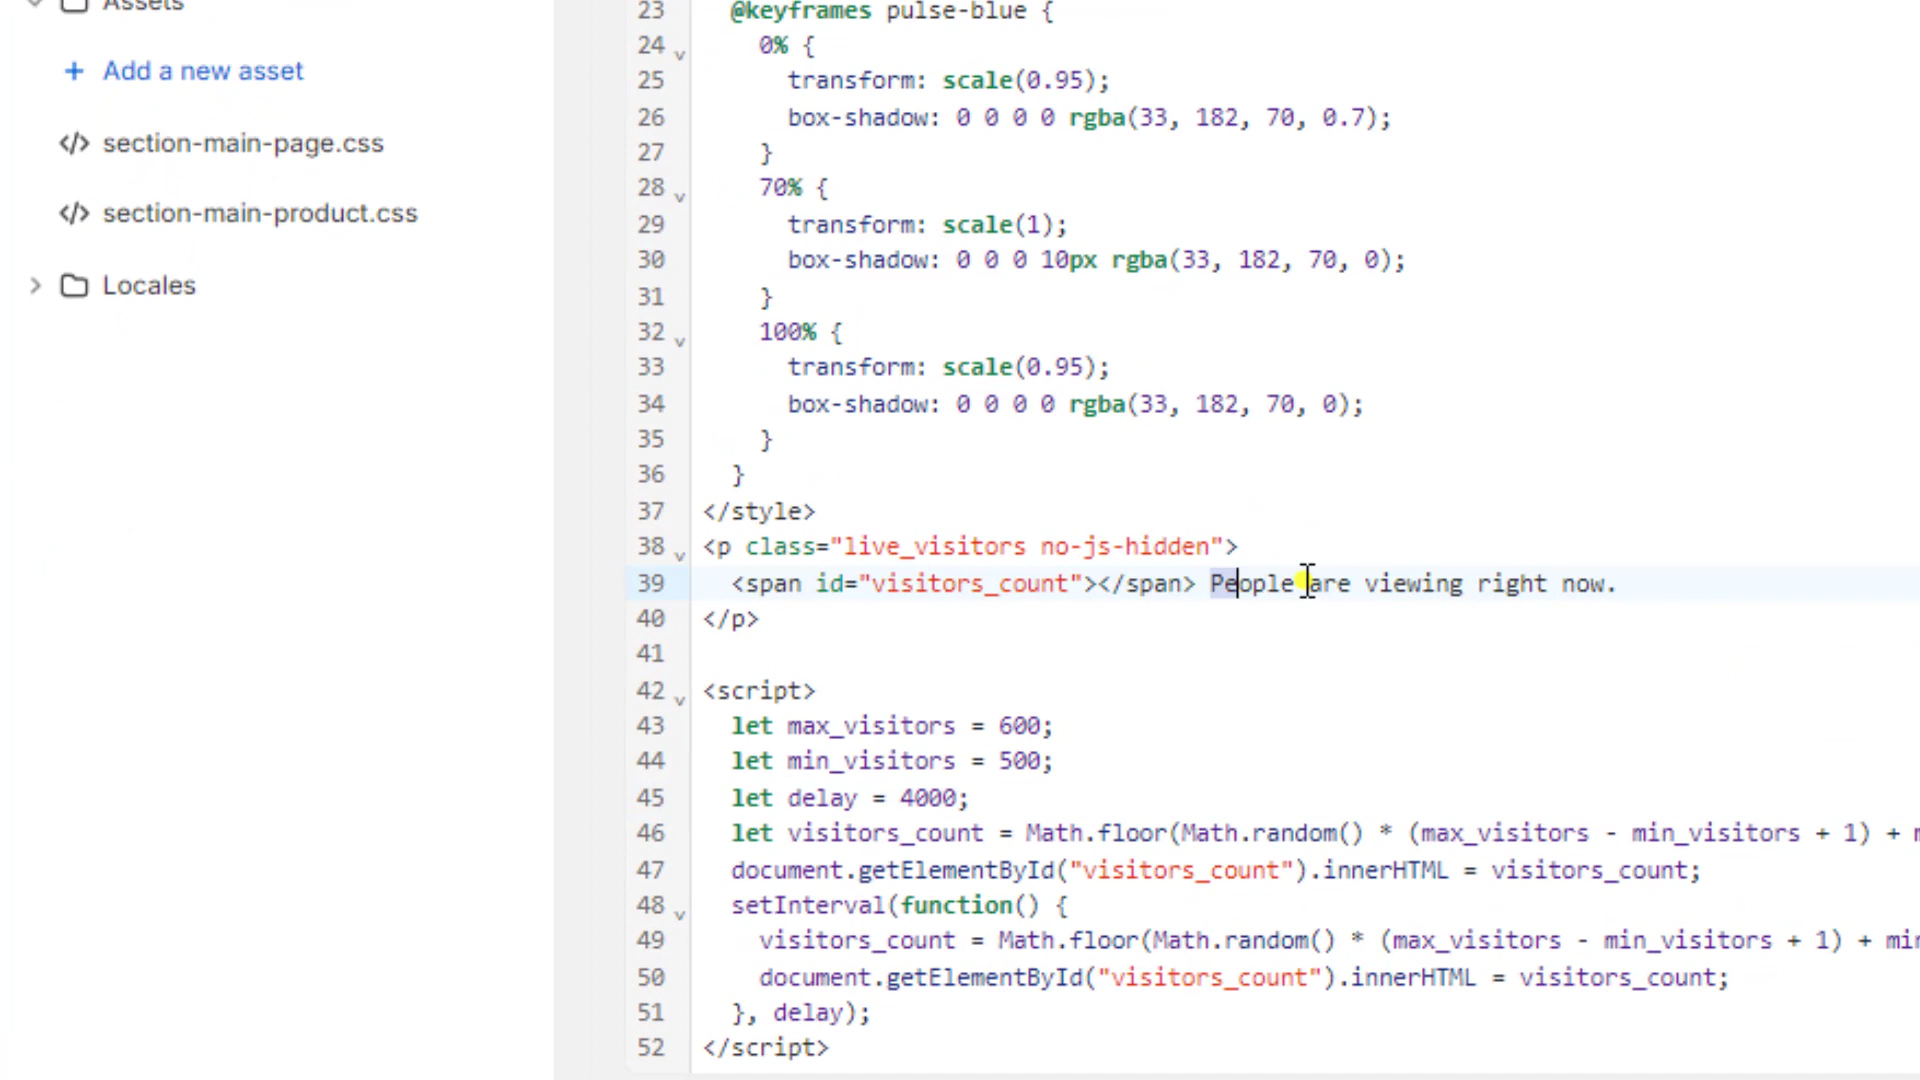 Assets
+ Add a new asset
</> section-main-page.css
</> section-main-product.css
Locales
23 @keyframes pulse-blue {
24 0% {
25 transform: scale(0.95);
26 box-shadow: 0 0 0 0 rgba(33, 182, 70, 0.7);
27 }
28 70% {
29 transform: scale(1);
30 box-shadow: 0 0 0 10px rgba(33, 182, 70, 0);
31 }
32 100% {
33 transform: scale(0.95);
34 box-shadow: 0 0 0 0 rgba(33, 182, 70, 0);
35 }
36 }
37 </style>
38 <p class="live_visitors no-js-hidden">
39 <span id="visitors_count"></span> People are viewing right now.
40 </p>
41
42 <script>
43 let max_visitors = 600;
44 let min_visitors = 500;
45 let delay = 4000;
46 let visitors_count = Math.floor(Math.random() * (max_visitors - min_visitors + 1) + m
47 document.getElementById("visitors_count").innerHTML = visitors_count;
48 setInterval(function() {
49 visitors_count = Math.floor(Math.random() * (max_visitors - min_visitors + 1) + min
50 document.getElementById("visitors_count").innerHTML = visitors_count;
51 }, delay);
52 </script>